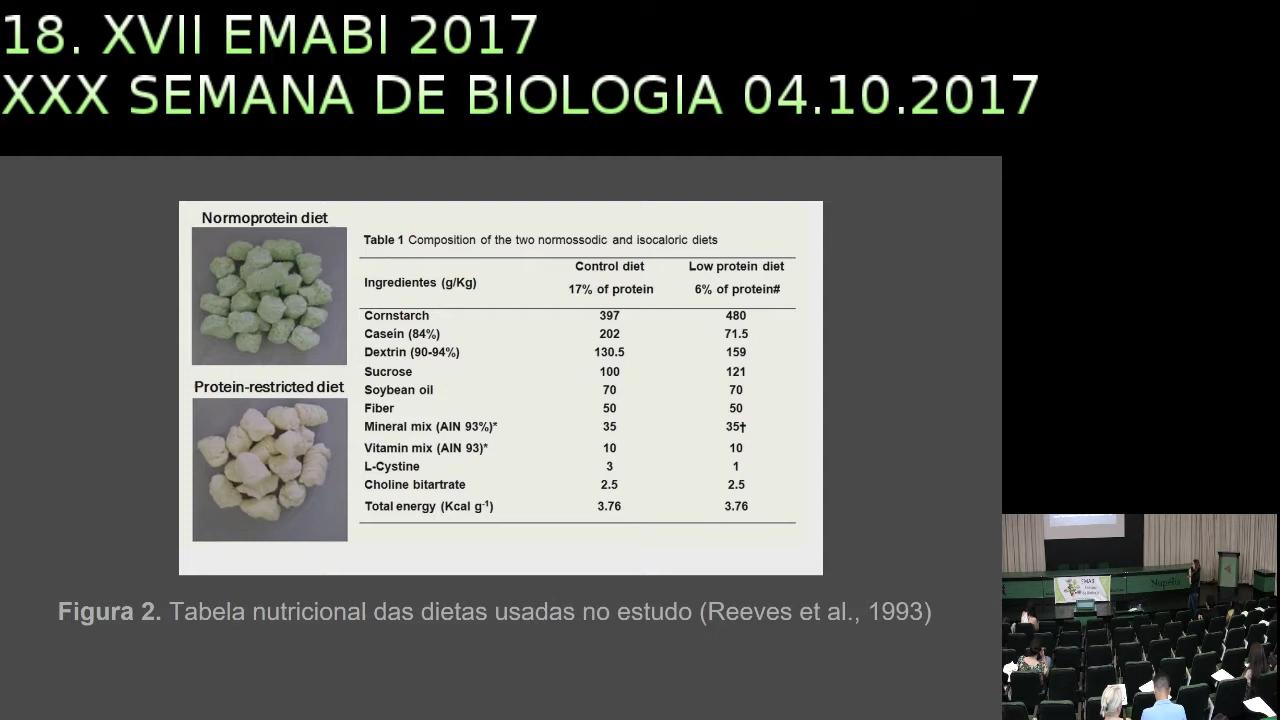 18. XVII EMABI 2017
XXX SEMANA DE BIOLOGIA 04.10.2017
Normoprotein diet
Protein-restricted diet
Table 1 Composition of the two normossodic and isocaloric diets
Ingredientes (g/Kg) Control diet 17% of protein Low protein diet 6% of protein#
Cornstarch 397 480
Casein (84%) 202 71.5
Dextrin (90-94%) 130.5 159
Sucrose 100 121
Soybean oil 70 70
Fiber 50 50
Mineral mix (AIN 93%)* 35 35†
Vitamin mix (AIN 93)* 10 10
L-Cystine 3 1
Choline bitartrate 2.5 2.5
Total energy (Kcal g-1) 3.76 3.76
Figura 2. Tabela nutricional das dietas usadas no estudo (Reeves et al., 1993)
EMABI
Nupélia